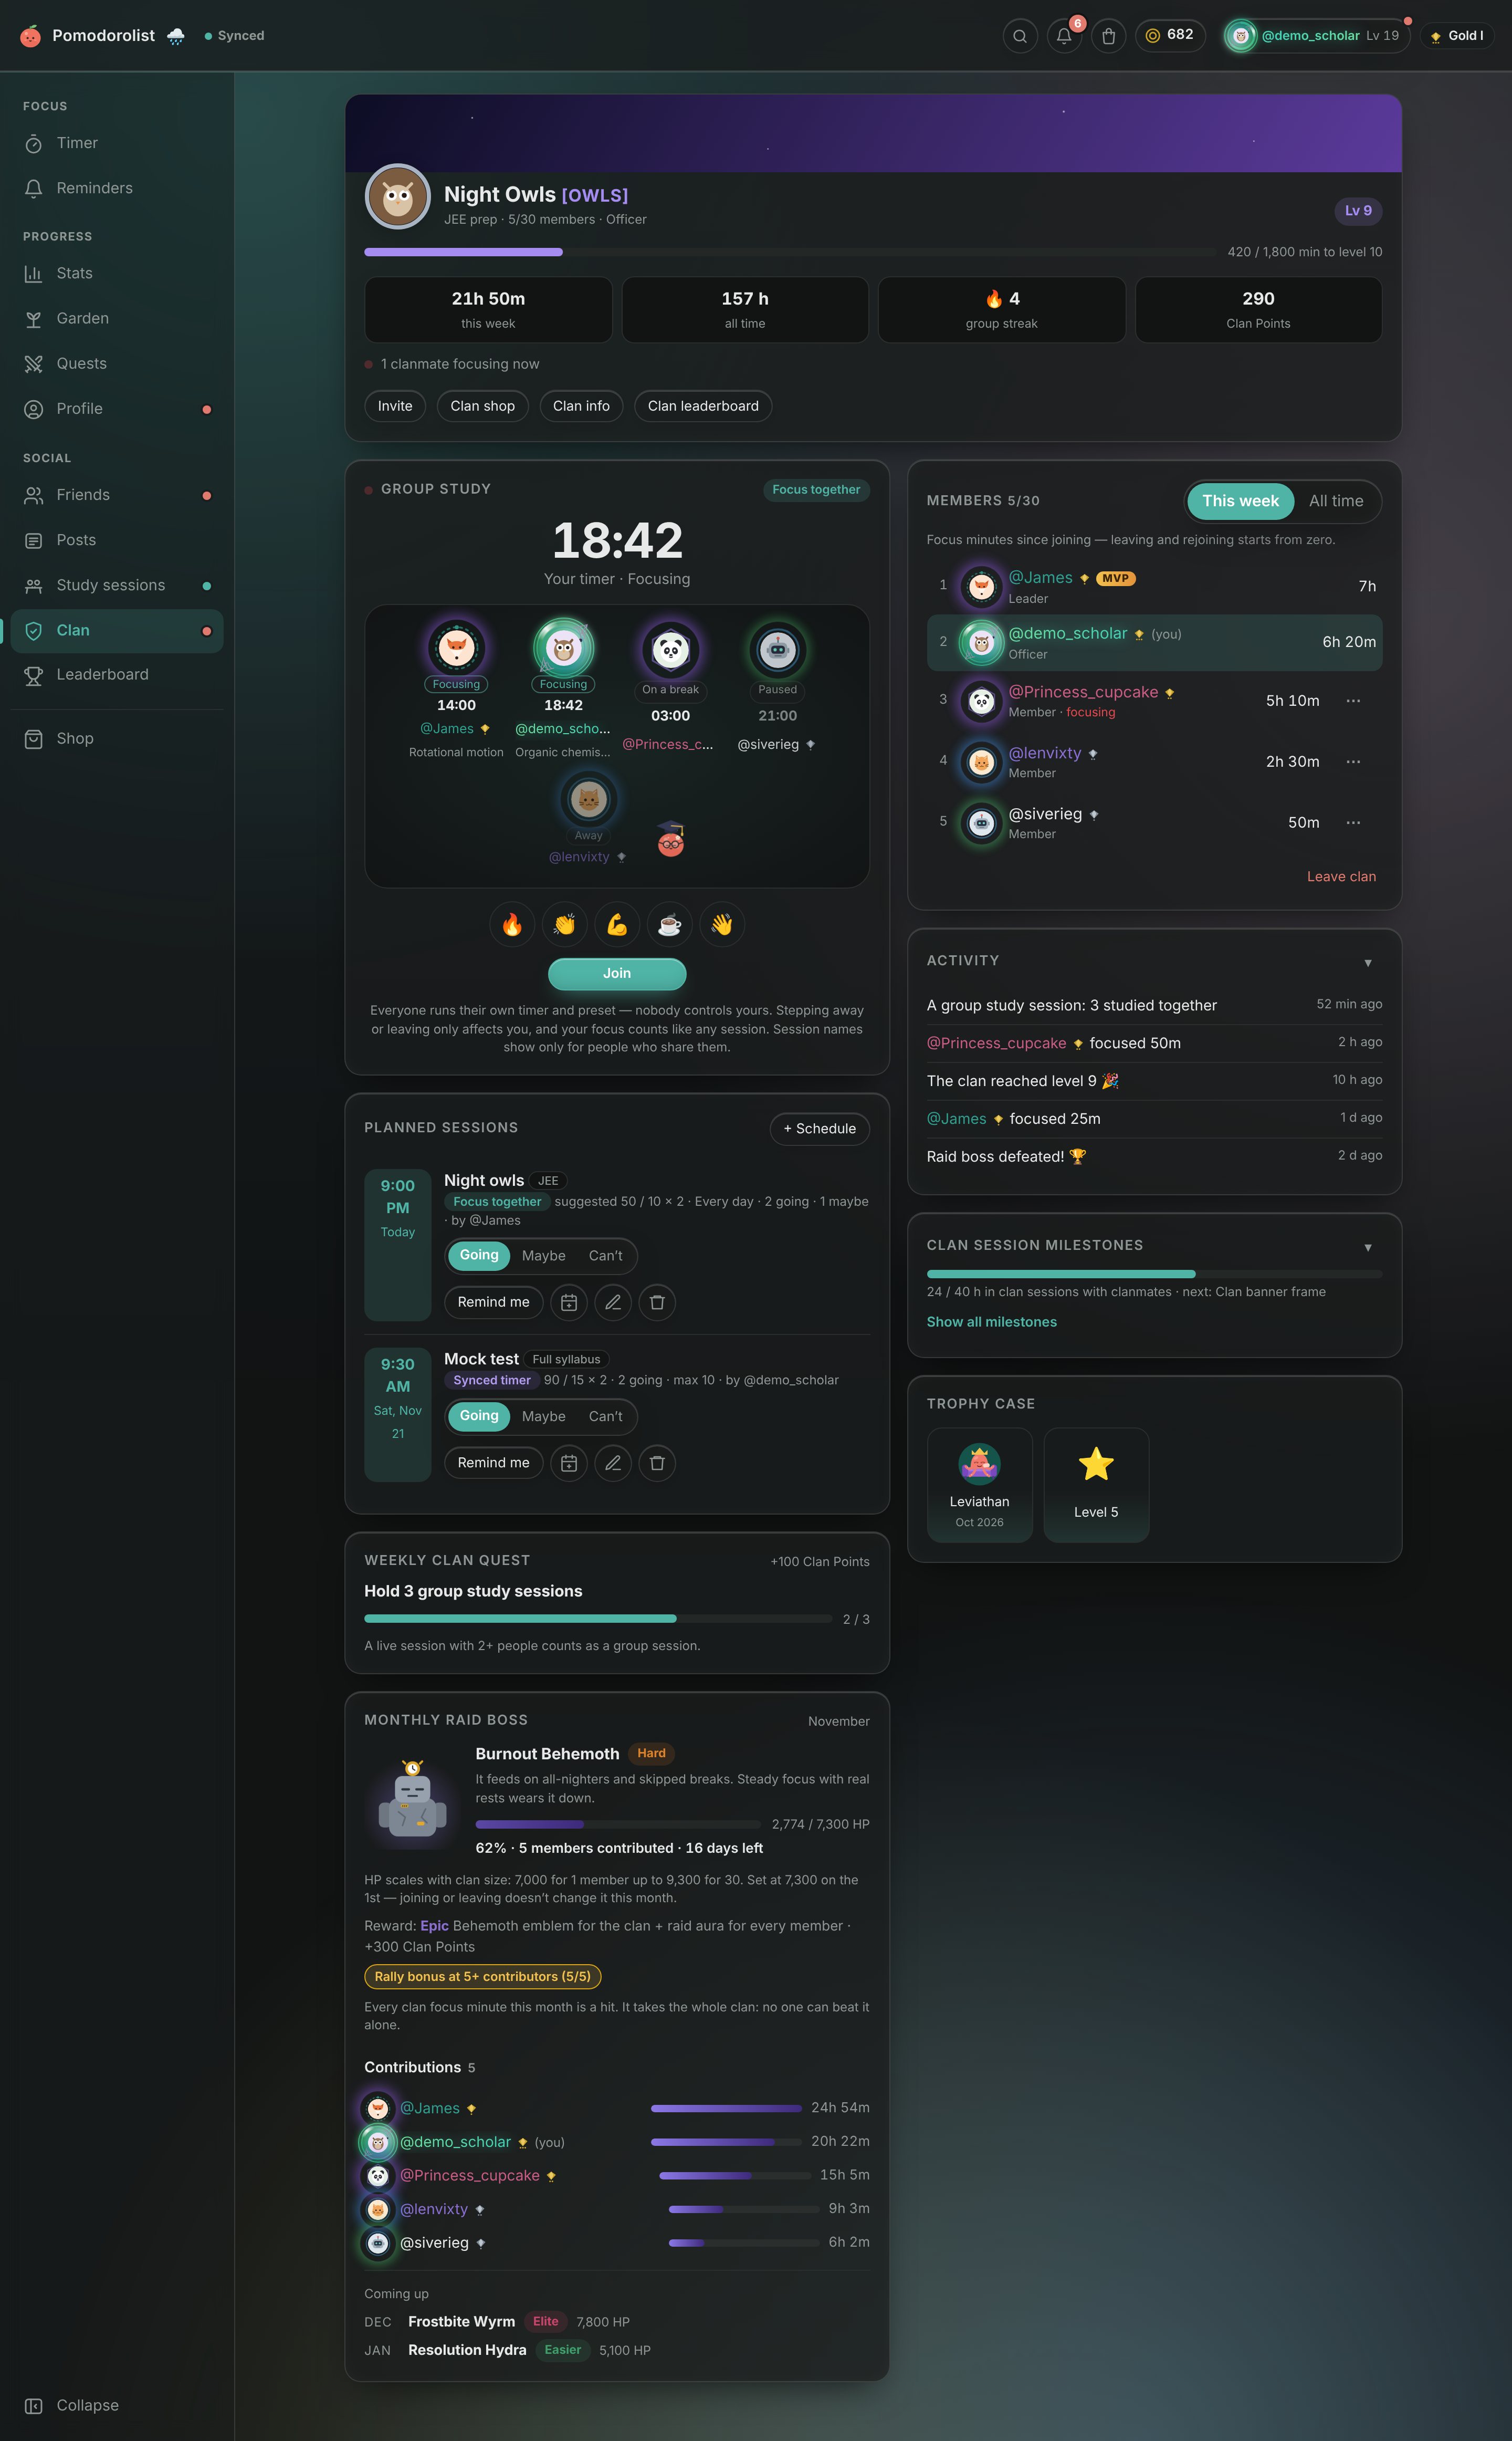 Pomodorolist
Synced
6
682
@demo_scholar Lv 19
Gold I
FOCUS
Timer
Reminders
PROGRESS
Stats
Garden
Quests
Profile
SOCIAL
Friends
Posts
Study sessions
Clan
Leaderboard
Shop
Collapse
Night Owls [OWLS]
JEE prep · 5/30 members · Officer
Lv 9
420 / 1,800 min to level 10
21h 50m
this week
157 h
all time
🔥 4
group streak
290
Clan Points
1 clanmate focusing now
Invite
Clan shop
Clan info
Clan leaderboard
GROUP STUDY
Focus together
18:42
Your timer · Focusing
Focusing
14:00
@James
Rotational motion
Focusing
18:42
@demo_scho...
Organic chemis...
On a break
03:00
@Princess_c...
Paused
21:00
@siverieg
Away
@lenvixty
🔥 👏 💪 ☕ 👋
Join
Everyone runs their own timer and preset — nobody controls yours. Stepping away
or leaving only affects you, and your focus counts like any session. Session names
show only for people who share them.
PLANNED SESSIONS
+ Schedule
9:00
PM
Today
Night owls JEE
Focus together suggested 50 / 10 × 2 · Every day · 2 going · 1 maybe
· by @James
Going Maybe Can't
Remind me
9:30
AM
Sat, Nov
21
Mock test Full syllabus
Synced timer 90 / 15 × 2 · 2 going · max 10 · by @demo_scholar
Going Maybe Can't
Remind me
WEEKLY CLAN QUEST
+100 Clan Points
Hold 3 group study sessions
2 / 3
A live session with 2+ people counts as a group session.
MONTHLY RAID BOSS
November
Burnout Behemoth Hard
It feeds on all-nighters and skipped breaks. Steady focus with real
rests wears it down.
2,774 / 7,300 HP
62% · 5 members contributed · 16 days left
HP scales with clan size: 7,000 for 1 member up to 9,300 for 30. Set at 7,300 on the
1st — joining or leaving doesn't change it this month.
Reward: Epic Behemoth emblem for the clan + raid aura for every member ·
+300 Clan Points
Rally bonus at 5+ contributors (5/5)
Every clan focus minute this month is a hit. It takes the whole clan: no one can beat it
alone.
Contributions 5
@James 24h 54m
@demo_scholar (you) 20h 22m
@Princess_cupcake 15h 5m
@lenvixty 9h 3m
@siverieg 6h 2m
Coming up
DEC Frostbite Wyrm Elite 7,800 HP
JAN Resolution Hydra Easier 5,100 HP
MEMBERS 5/30
This week All time
Focus minutes since joining — leaving and rejoining starts from zero.
1 @James MVP 7h
Leader
2 @demo_scholar (you) 6h 20m
Officer
3 @Princess_cupcake 5h 10m ···
Member · focusing
4 @lenvixty 2h 30m ···
Member
5 @siverieg 50m ···
Member
Leave clan
ACTIVITY
A group study session: 3 studied together 52 min ago
@Princess_cupcake focused 50m 2 h ago
The clan reached level 9 🎉 10 h ago
@James focused 25m 1 d ago
Raid boss defeated! 🏆 2 d ago
CLAN SESSION MILESTONES
24 / 40 h in clan sessions with clanmates · next: Clan banner frame
Show all milestones
TROPHY CASE
Leviathan
Oct 2026
Level 5